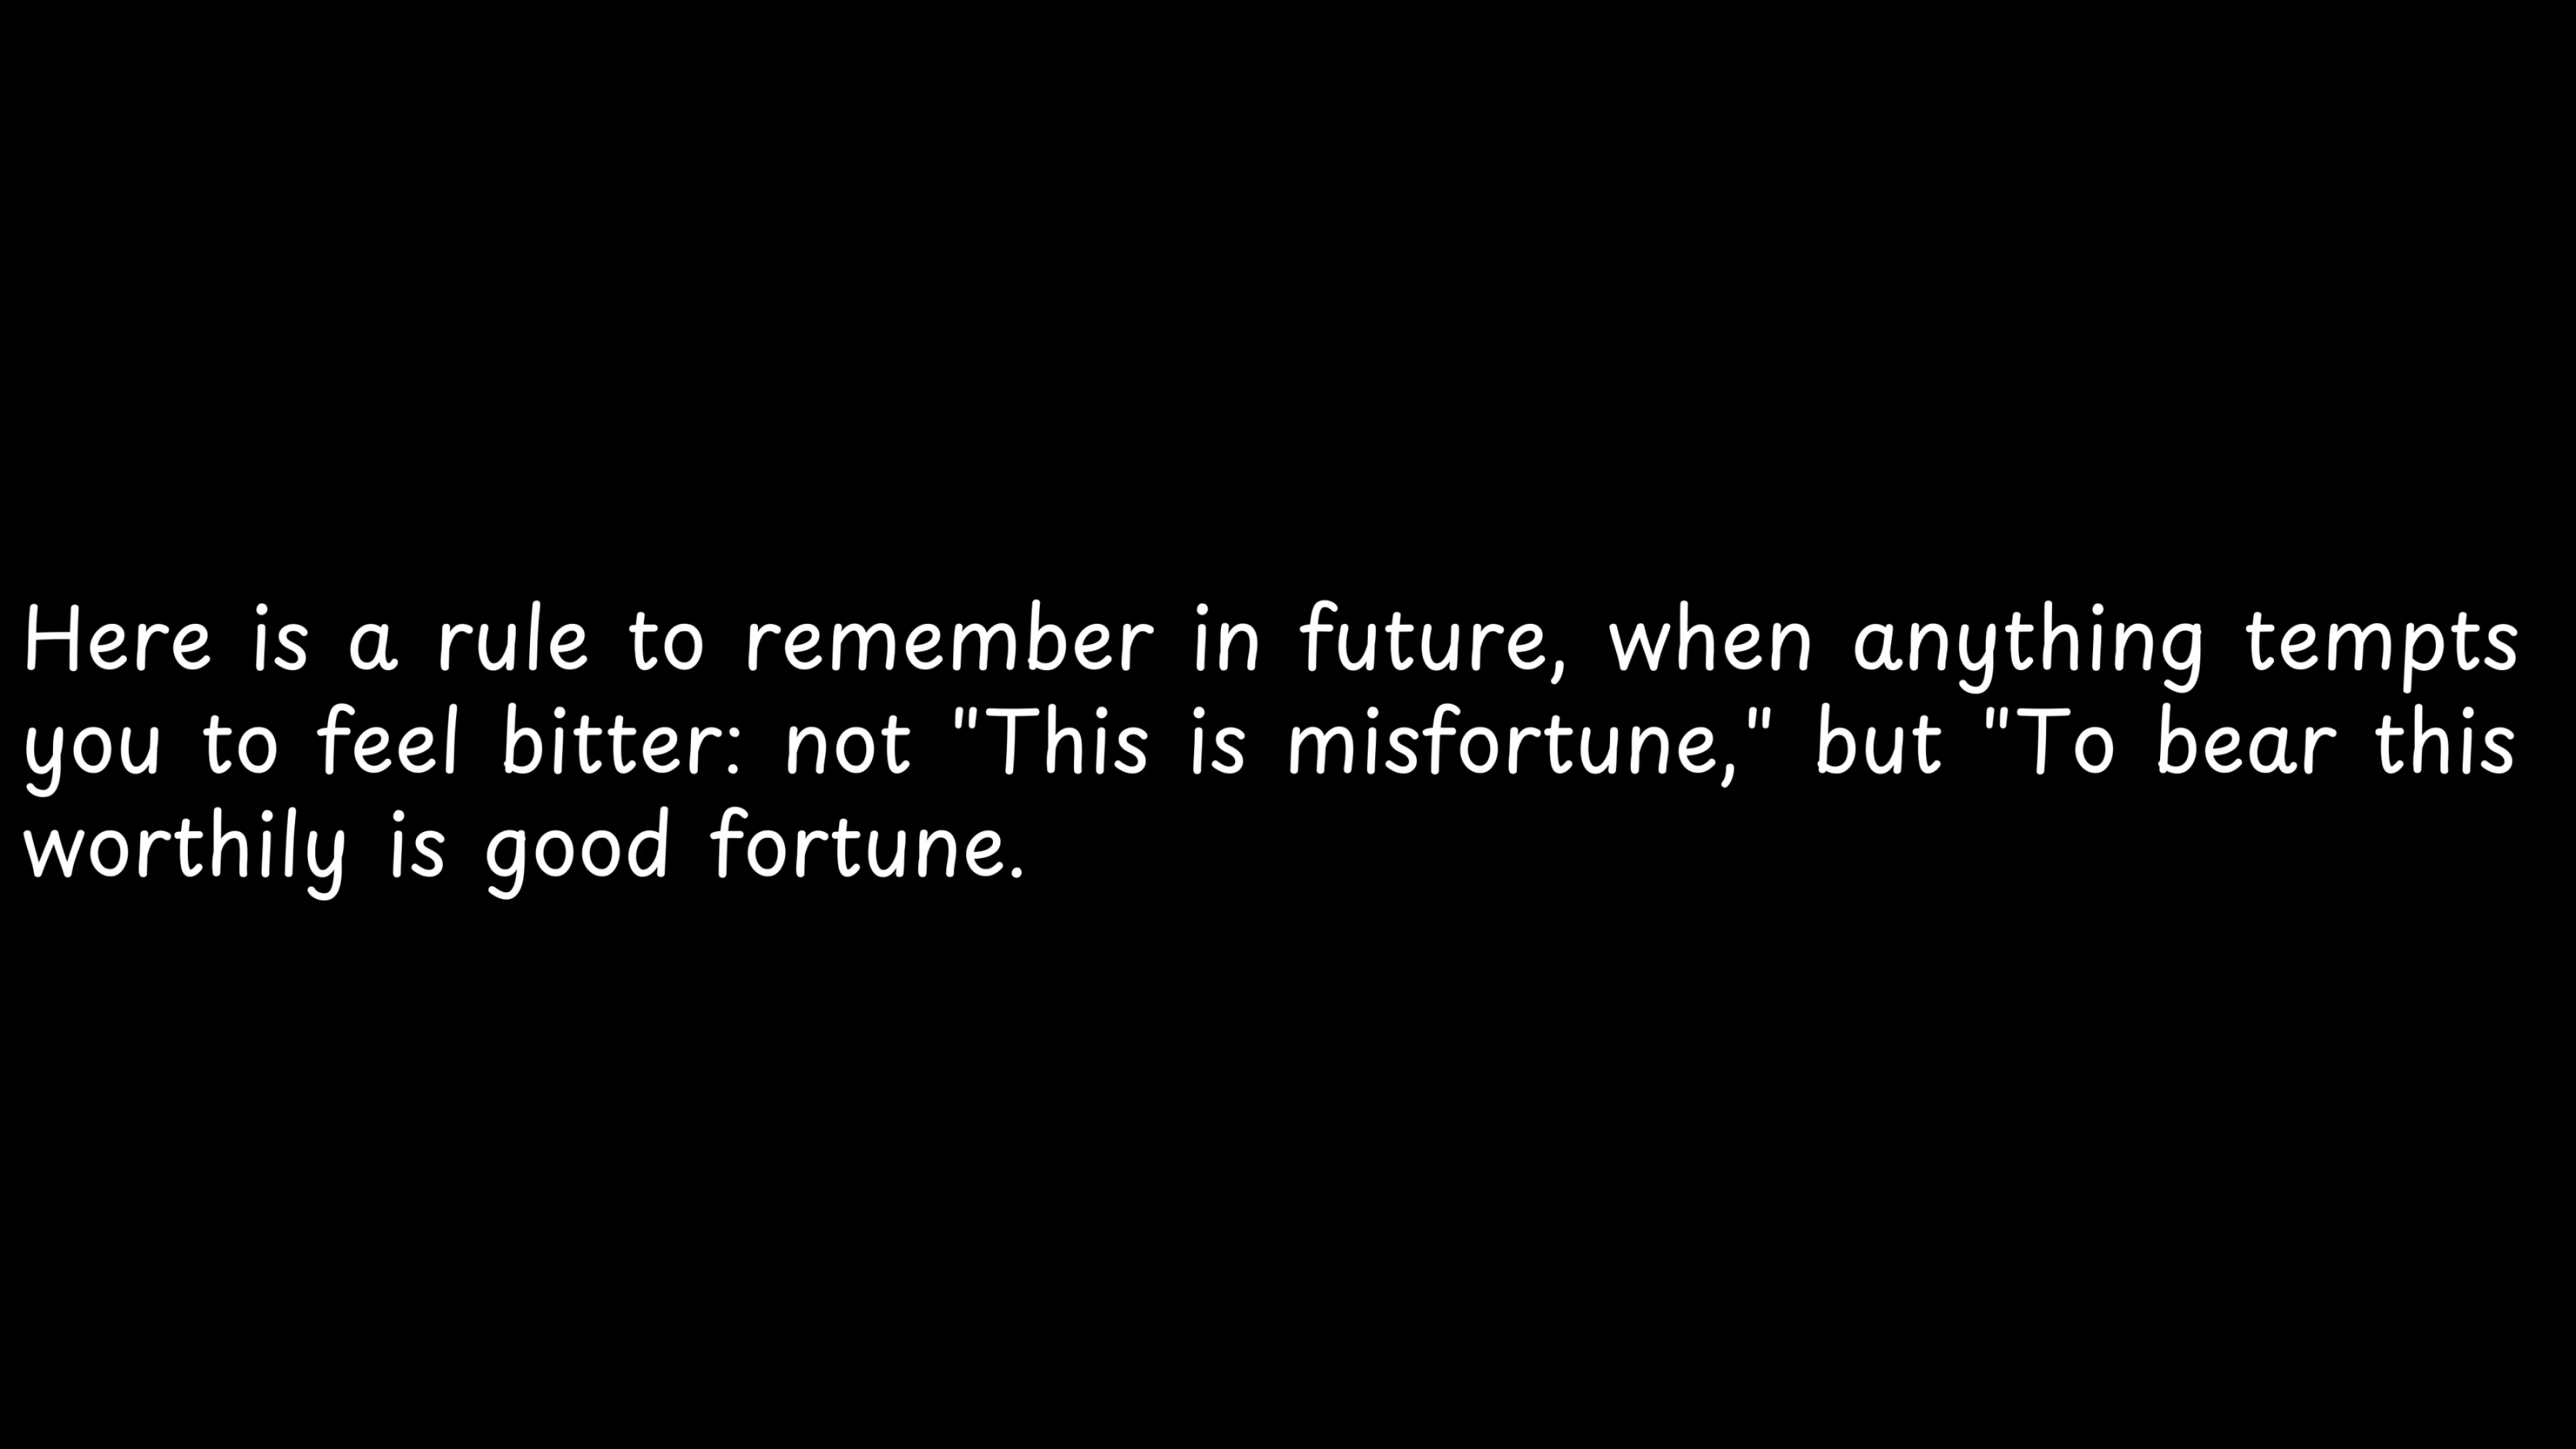 Here is a rule to remember in future, when anything tempts
you to feel bitter: not "This is misfortune," but "To bear this
worthily is good fortune.